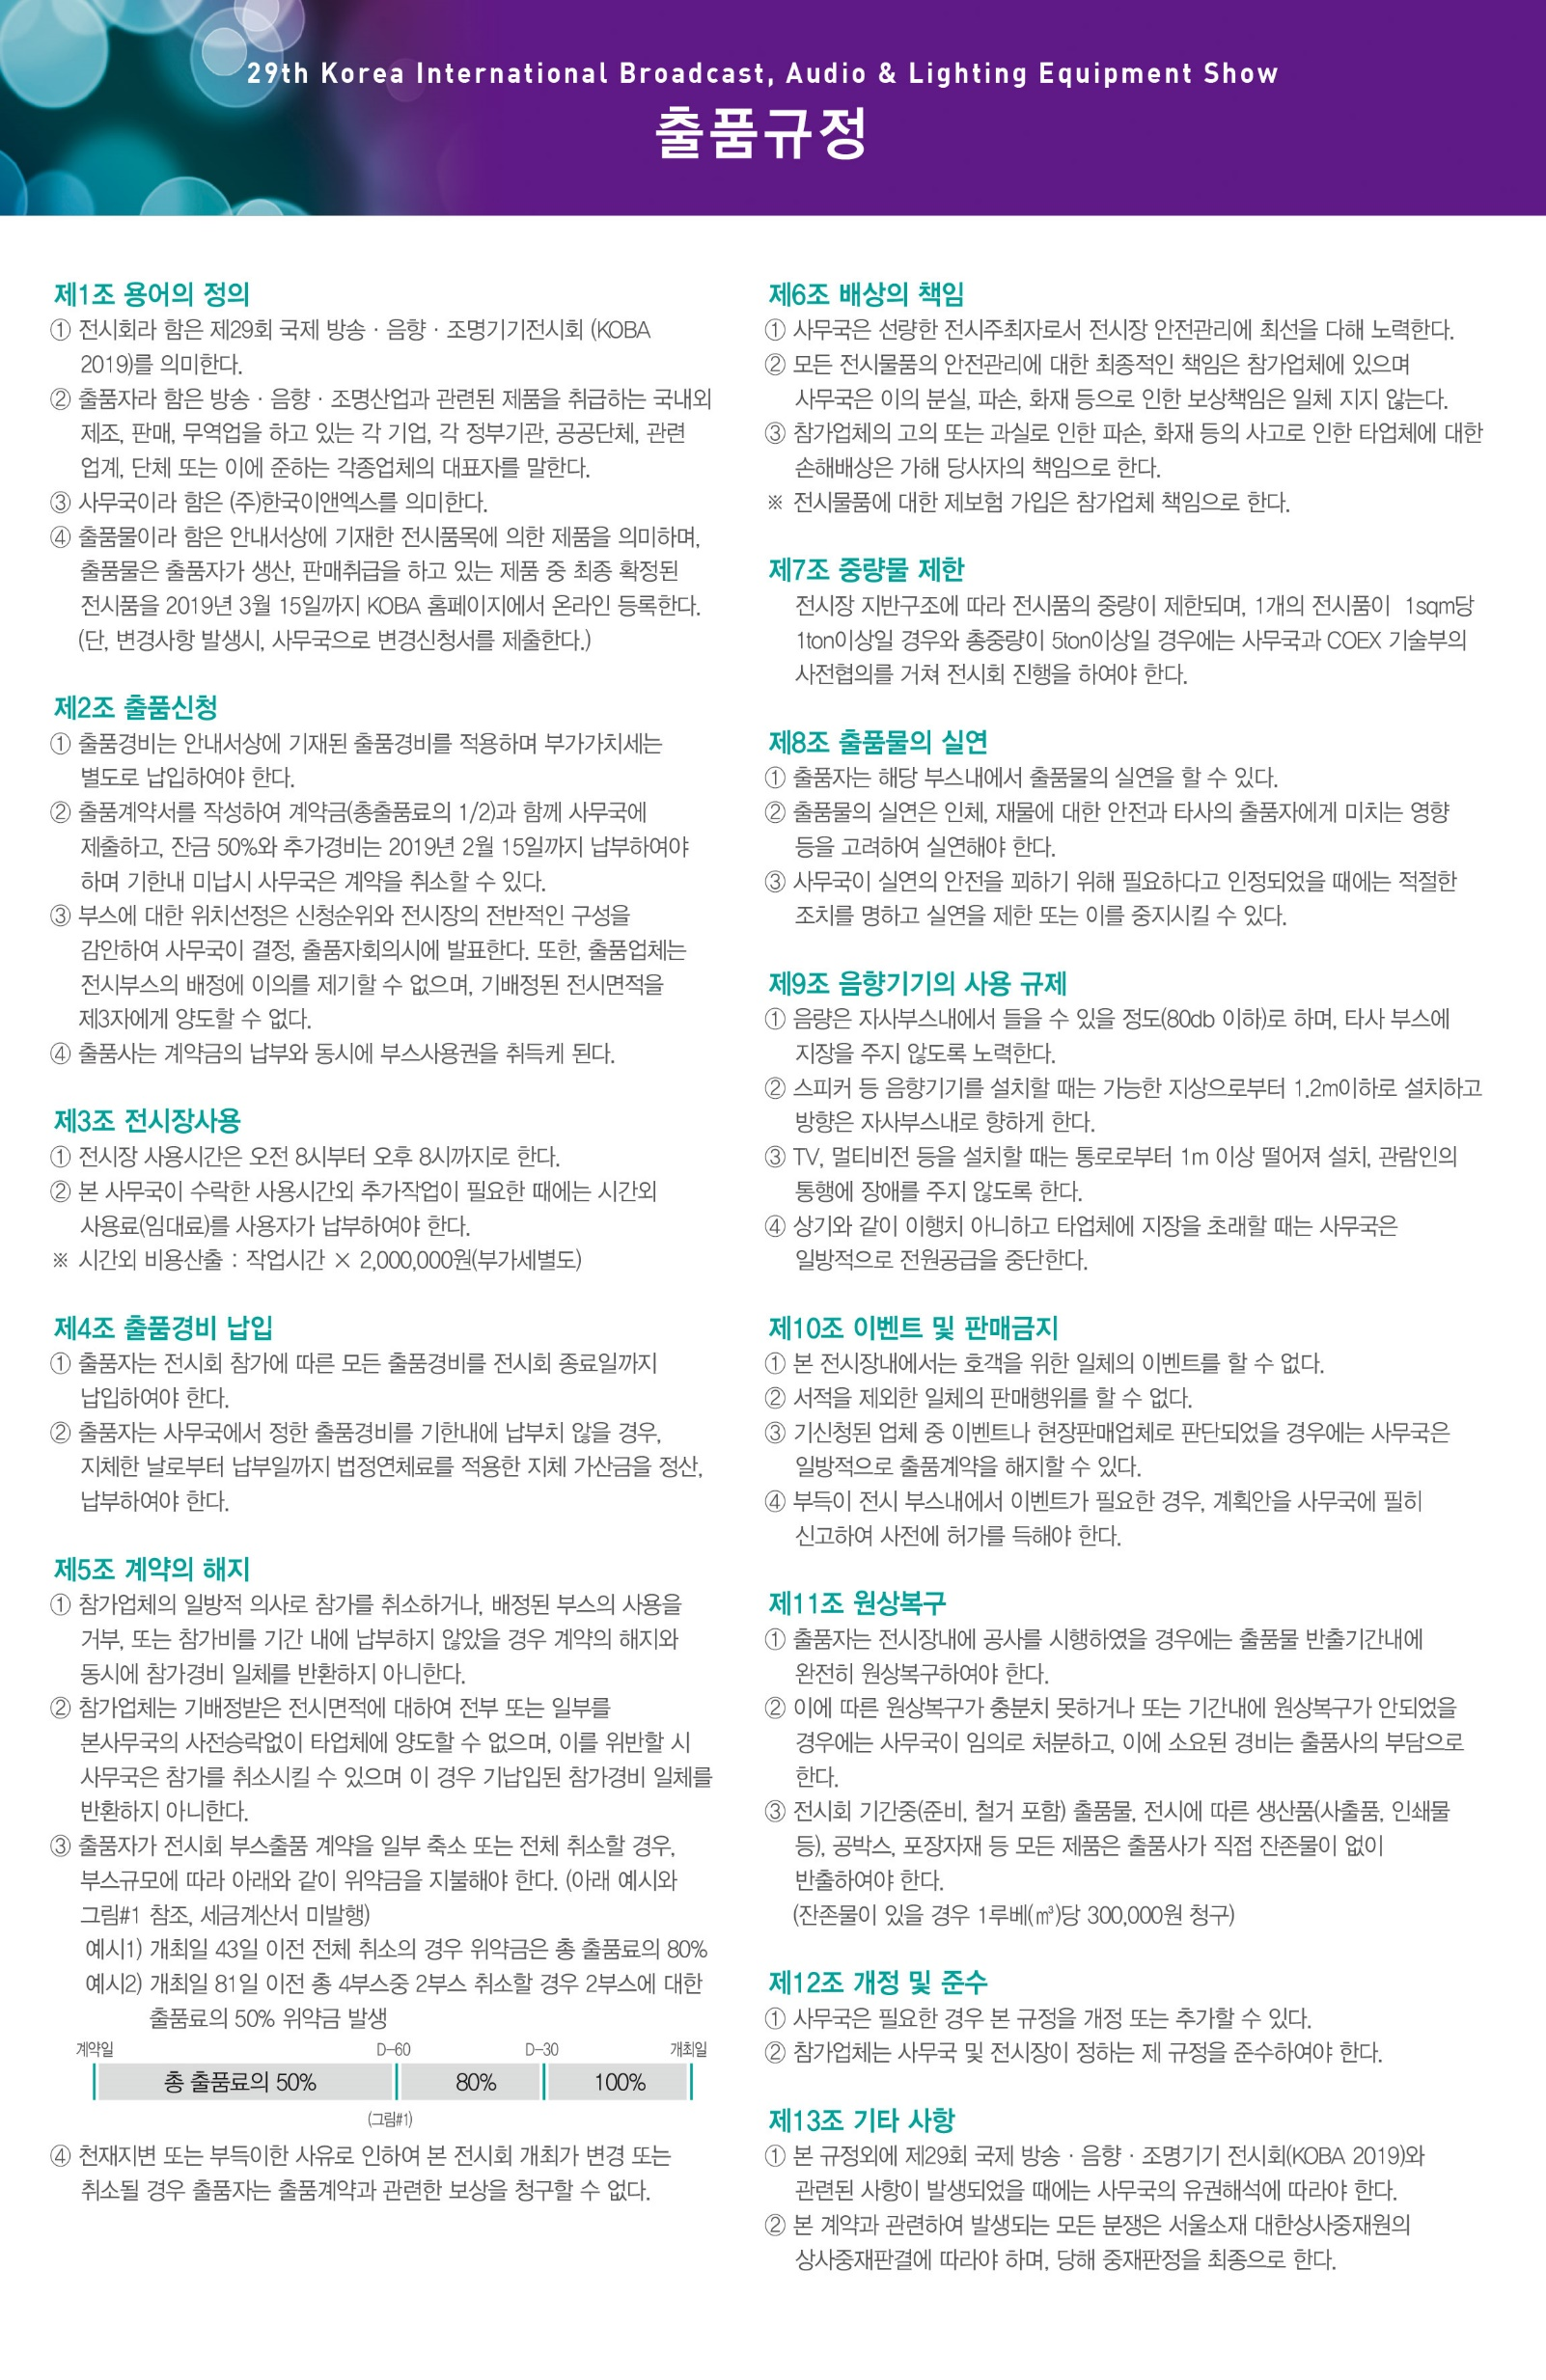 29th Korea International Broadcast, Audio & Lighting Equipment Show
출품규정
제1조 용어의 정의
① 전시회라 함은 제29회 국제 방송 · 음향 · 조명기기전시회 (KOBA
2019)를 의미한다.
② 출품자라 함은 방송 · 음향 · 조명산업과 관련된 제품을 취급하는 국내외
제조, 판매, 무역업을 하고 있는 각 기업, 각 정부기관, 공공단체, 관련
업계, 단체 또는 이에 준하는 각종업체의 대표자를 말한다.
③ 사무국이라 함은 (주)한국이앤엑스를 의미한다.
④ 출품물이라 함은 안내서상에 기재한 전시품목에 의한 제품을 의미하며,
출품물은 출품자가 생산, 판매취급을 하고 있는 제품 중 최종 확정된
전시품을 2019년 3월 15일까지 KOBA 홈페이지에서 온라인 등록한다.
(단, 변경사항 발생시, 사무국으로 변경신청서를 제출한다.)
제2조 출품신청
① 출품경비는 안내서상에 기재된 출품경비를 적용하며 부가가치세는
별도로 납입하여야 한다.
② 출품계약서를 작성하여 계약금(총출품료의 1/2)과 함께 사무국에
제출하고, 잔금 50%와 추가경비는 2019년 2월 15일까지 납부하여야
하며 기한내 미납시 사무국은 계약을 취소할 수 있다.
③ 부스에 대한 위치선정은 신청순위와 전시장의 전반적인 구성을
감안하여 사무국이 결정, 출품자회의시에 발표한다. 또한, 출품업체는
전시부스의 배정에 이의를 제기할 수 없으며, 기배정된 전시면적을
제3자에게 양도할 수 없다.
④ 출품사는 계약금의 납부와 동시에 부스사용권을 취득케 된다.
제3조 전시장사용
① 전시장 사용시간은 오전 8시부터 오후 8시까지로 한다.
② 본 사무국이 수락한 사용시간외 추가작업이 필요한 때에는 시간외
사용료(임대료)를 사용자가 납부하여야 한다.
※ 시간외 비용산출 : 작업시간 × 2,000,000원(부가세별도)
제4조 출품경비 납입
① 출품자는 전시회 참가에 따른 모든 출품경비를 전시회 종료일까지
납입하여야 한다.
② 출품자는 사무국에서 정한 출품경비를 기한내에 납부치 않을 경우,
지체한 날로부터 납부일까지 법정연체료를 적용한 지체 가산금을 정산,
납부하여야 한다.
제5조 계약의 해지
① 참가업체의 일방적 의사로 참가를 취소하거나, 배정된 부스의 사용을
거부, 또는 참가비를 기간 내에 납부하지 않았을 경우 계약의 해지와
동시에 참가경비 일체를 반환하지 아니한다.
② 참가업체는 기배정받은 전시면적에 대하여 전부 또는 일부를
본사무국의 사전승락없이 타업체에 양도할 수 없으며, 이를 위반할 시
사무국은 참가를 취소시킬 수 있으며 이 경우 기납입된 참가경비 일체를
반환하지 아니한다.
③ 출품자가 전시회 부스출품 계약을 일부 축소 또는 전체 취소할 경우,
부스규모에 따라 아래와 같이 위약금을 지불해야 한다. (아래 예시와
그림#1 참조, 세금계산서 미발행)
예시1) 개최일 43일 이전 전체 취소의 경우 위약금은 총 출품료의 80%
예시2) 개최일 81일 이전 총 4부스중 2부스 취소할 경우 2부스에 대한
출품료의 50% 위약금 발생
계약일 D-60 D-30 개최일
총 출품료의 50% 80% 100%
(그림#1)
④ 천재지변 또는 부득이한 사유로 인하여 본 전시회 개최가 변경 또는
취소될 경우 출품자는 출품계약과 관련한 보상을 청구할 수 없다.
제6조 배상의 책임
① 사무국은 선량한 전시주최자로서 전시장 안전관리에 최선을 다해 노력한다.
② 모든 전시물품의 안전관리에 대한 최종적인 책임은 참가업체에 있으며
사무국은 이의 분실, 파손, 화재 등으로 인한 보상책임은 일체 지지 않는다.
③ 참가업체의 고의 또는 과실로 인한 파손, 화재 등의 사고로 인한 타업체에 대한
손해배상은 가해 당사자의 책임으로 한다.
※ 전시물품에 대한 제보험 가입은 참가업체 책임으로 한다.
제7조 중량물 제한
전시장 지반구조에 따라 전시품의 중량이 제한되며, 1개의 전시품이 1sqm당
1ton이상일 경우와 총중량이 5ton이상일 경우에는 사무국과 COEX 기술부의
사전협의를 거쳐 전시회 진행을 하여야 한다.
제8조 출품물의 실연
① 출품자는 해당 부스내에서 출품물의 실연을 할 수 있다.
② 출품물의 실연은 인체, 재물에 대한 안전과 타사의 출품자에게 미치는 영향
등을 고려하여 실연해야 한다.
③ 사무국이 실연의 안전을 꾀하기 위해 필요하다고 인정되었을 때에는 적절한
조치를 명하고 실연을 제한 또는 이를 중지시킬 수 있다.
제9조 음향기기의 사용 규제
① 음량은 자사부스내에서 들을 수 있을 정도(80db 이하)로 하며, 타사 부스에
지장을 주지 않도록 노력한다.
② 스피커 등 음향기기를 설치할 때는 가능한 지상으로부터 1.2m이하로 설치하고
방향은 자사부스내로 향하게 한다.
③ TV, 멀티비전 등을 설치할 때는 통로로부터 1m 이상 떨어져 설치, 관람인의
통행에 장애를 주지 않도록 한다.
④ 상기와 같이 이행치 아니하고 타업체에 지장을 초래할 때는 사무국은
일방적으로 전원공급을 중단한다.
제10조 이벤트 및 판매금지
① 본 전시장내에서는 호객을 위한 일체의 이벤트를 할 수 없다.
② 서적을 제외한 일체의 판매행위를 할 수 없다.
③ 기신청된 업체 중 이벤트나 현장판매업체로 판단되었을 경우에는 사무국은
일방적으로 출품계약을 해지할 수 있다.
④ 부득이 전시 부스내에서 이벤트가 필요한 경우, 계획안을 사무국에 필히
신고하여 사전에 허가를 득해야 한다.
제11조 원상복구
① 출품자는 전시장내에 공사를 시행하였을 경우에는 출품물 반출기간내에
완전히 원상복구하여야 한다.
② 이에 따른 원상복구가 충분치 못하거나 또는 기간내에 원상복구가 안되었을
경우에는 사무국이 임의로 처분하고, 이에 소요된 경비는 출품사의 부담으로
한다.
③ 전시회 기간중(준비, 철거 포함) 출품물, 전시에 따른 생산품(사출품, 인쇄물
등), 공박스, 포장자재 등 모든 제품은 출품사가 직접 잔존물이 없이
반출하여야 한다.
(잔존물이 있을 경우 1루베(㎥)당 300,000원 청구)
제12조 개정 및 준수
① 사무국은 필요한 경우 본 규정을 개정 또는 추가할 수 있다.
② 참가업체는 사무국 및 전시장이 정하는 제 규정을 준수하여야 한다.
제13조 기타 사항
① 본 규정외에 제29회 국제 방송 · 음향 · 조명기기 전시회(KOBA 2019)와
관련된 사항이 발생되었을 때에는 사무국의 유권해석에 따라야 한다.
② 본 계약과 관련하여 발생되는 모든 분쟁은 서울소재 대한상사중재원의
상사중재판결에 따라야 하며, 당해 중재판정을 최종으로 한다.